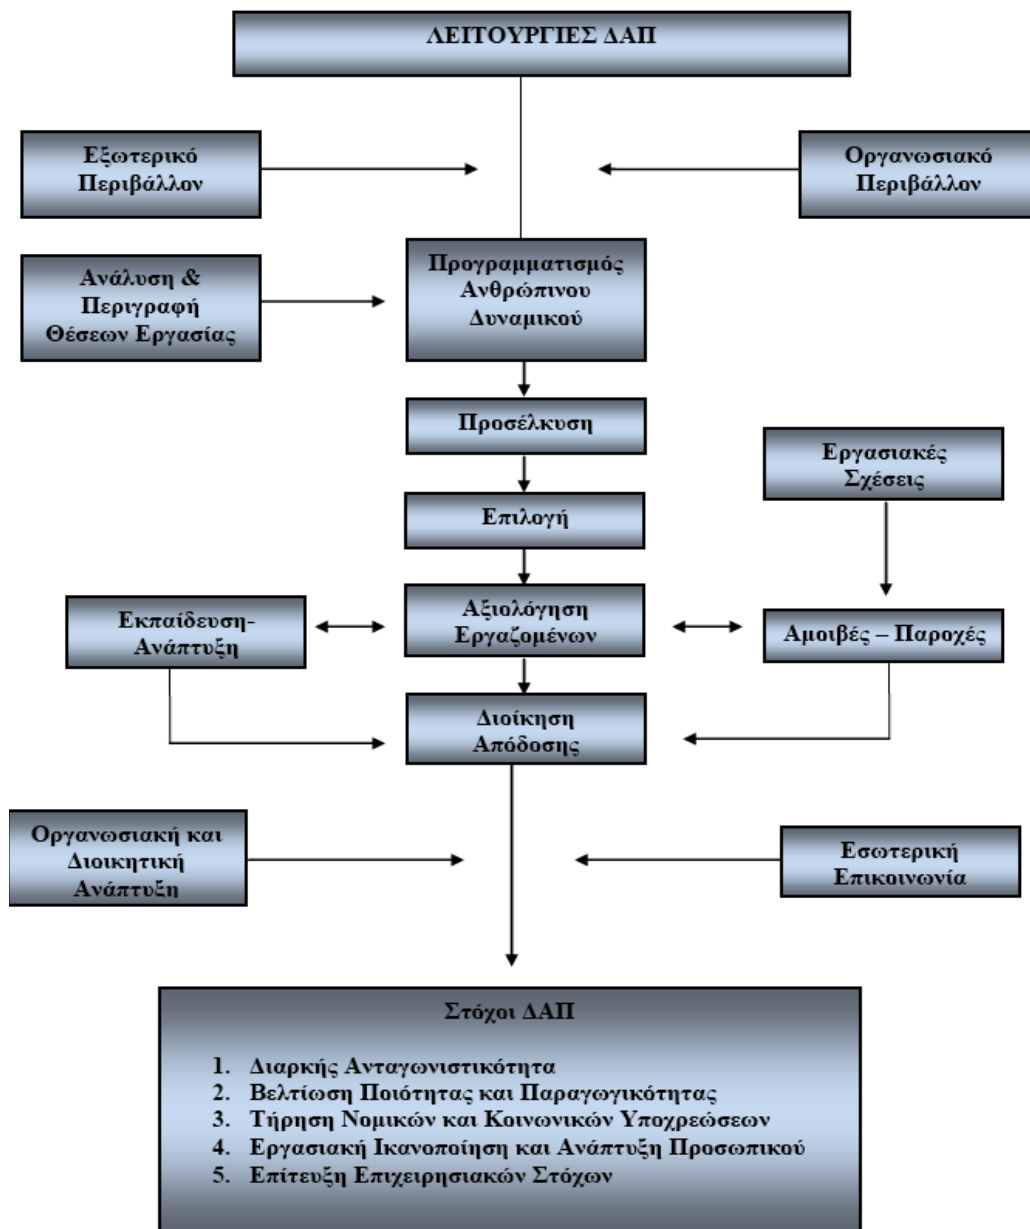 ΛΕΙΤΟΥΡΓΙΕΣ ΔΑΠ
Εξωτερικό
Περιβάλλον
Οργανωσιακό
Περιβάλλον
Ανάλυση &
Περιγραφή
Θέσεων Εργασίας
Προγραμματισμός
Ανθρώπινου
Δυναμικού
Προσέλκυση
Εργασιακές
Σχέσεις
Επιλογή
Εκπαίδευση-
Ανάπτυξη
Αξιολόγηση
Εργαζομένων
Αμοιβές – Παροχές
Διοίκηση
Απόδοσης
Οργανωσιακή και
Διοικητική
Ανάπτυξη
Εσωτερική
Επικοινωνία
Στόχοι ΔΑΠ
1. Διαρκής Ανταγωνιστικότητα
2. Βελτίωση Ποιότητας και Παραγωγικότητας
3. Τήρηση Νομικών και Κοινωνικών Υποχρεώσεων
4. Εργασιακή Ικανοποίηση και Ανάπτυξη Προσωπικού
5. Επίτευξη Επιχειρησιακών Στόχων